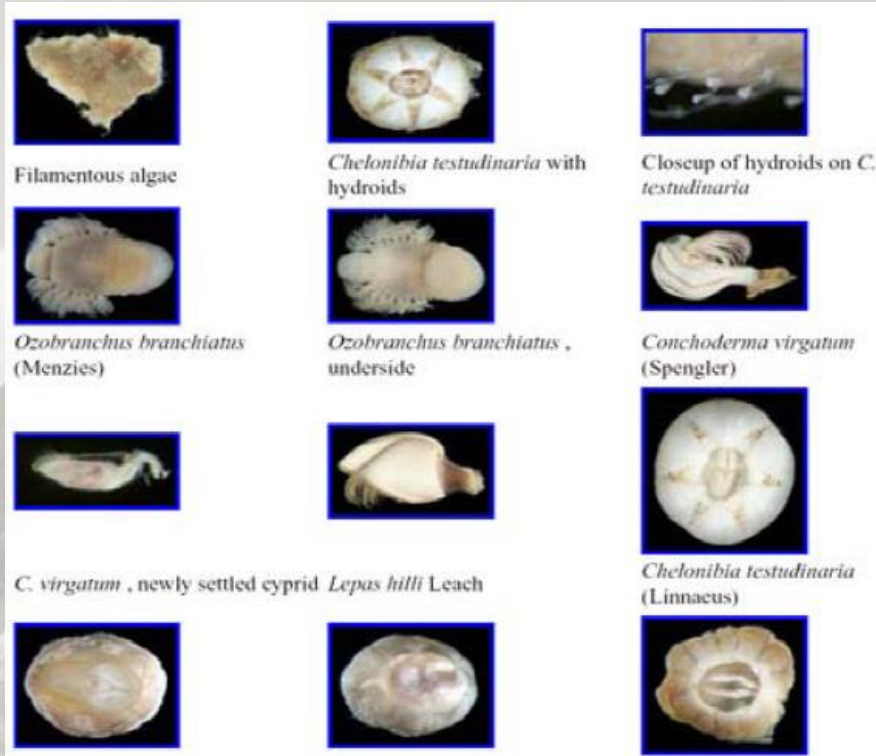 Filamentous algae
Chelonibia testudinaria with
hydroids
Closeup of hydroids on C.
testudinaria
Ozobranchus branchiatus
(Menzies)
Ozobranchus branchiatus ,
underside
Conchoderma virgatum
(Spengler)
C. virgatum , newly settled cyprid
Lepas hilli Leach
Chelonibia testudinaria
(Linnaeus)